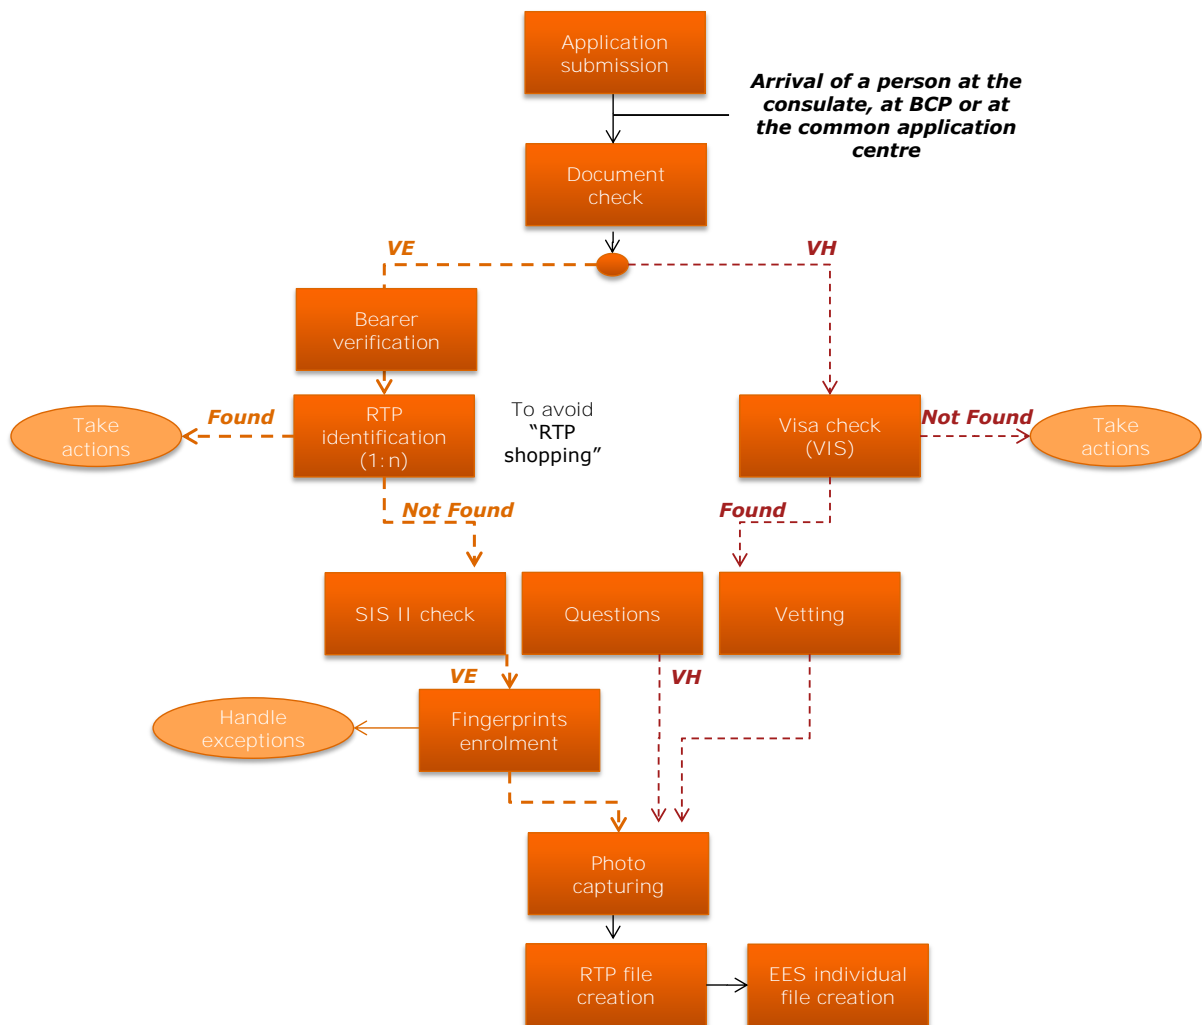 Application
submission
Arrival of a person at the
consulate, at BCP or at
the common application
centre
Document
check
VE
VH
Bearer
verification
Take
actions
Found
RTP
identification
(1:n)
To avoid
“RTP
shopping”
Visa check
(VIS)
Not Found
Take
actions
Not Found
Found
SIS II check
Questions
Vetting
VE
VH
Handle
exceptions
Fingerprints
enrolment
Photo
capturing
RTP file
creation
EES individual
file creation